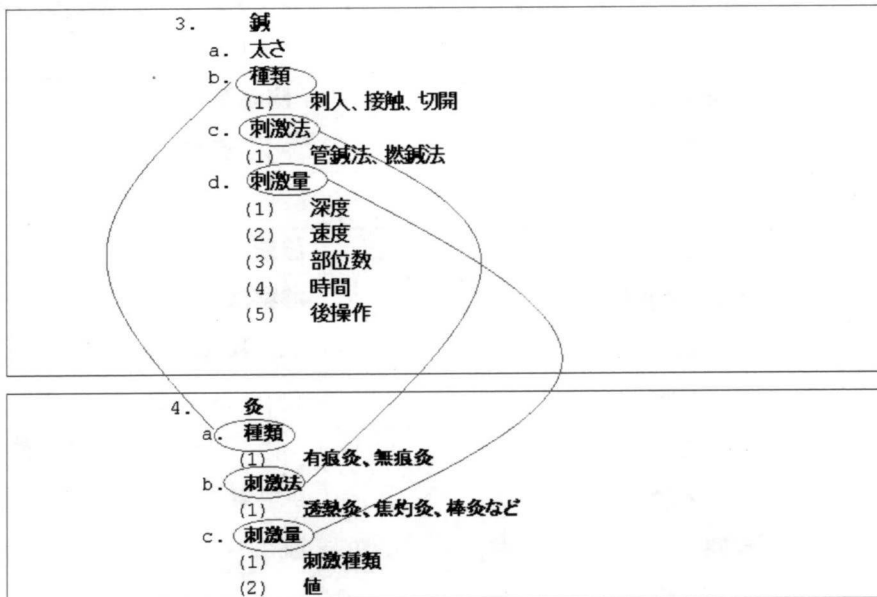 3. 鍼
a. 太さ
b. 種類
(1) 刺入、接触、切開
c. 刺激法
(1) 管鍼法、撚鍼法
d. 刺激量
(1) 深度
(2) 速度
(3) 部位数
(4) 時間
(5) 後操作
4. 灸
a. 種類
(1) 有痕灸、無痕灸
b. 刺激法
(1) 透熱灸、焦灼灸、棒灸など
c. 刺激量
(1) 刺激種類
(2) 値